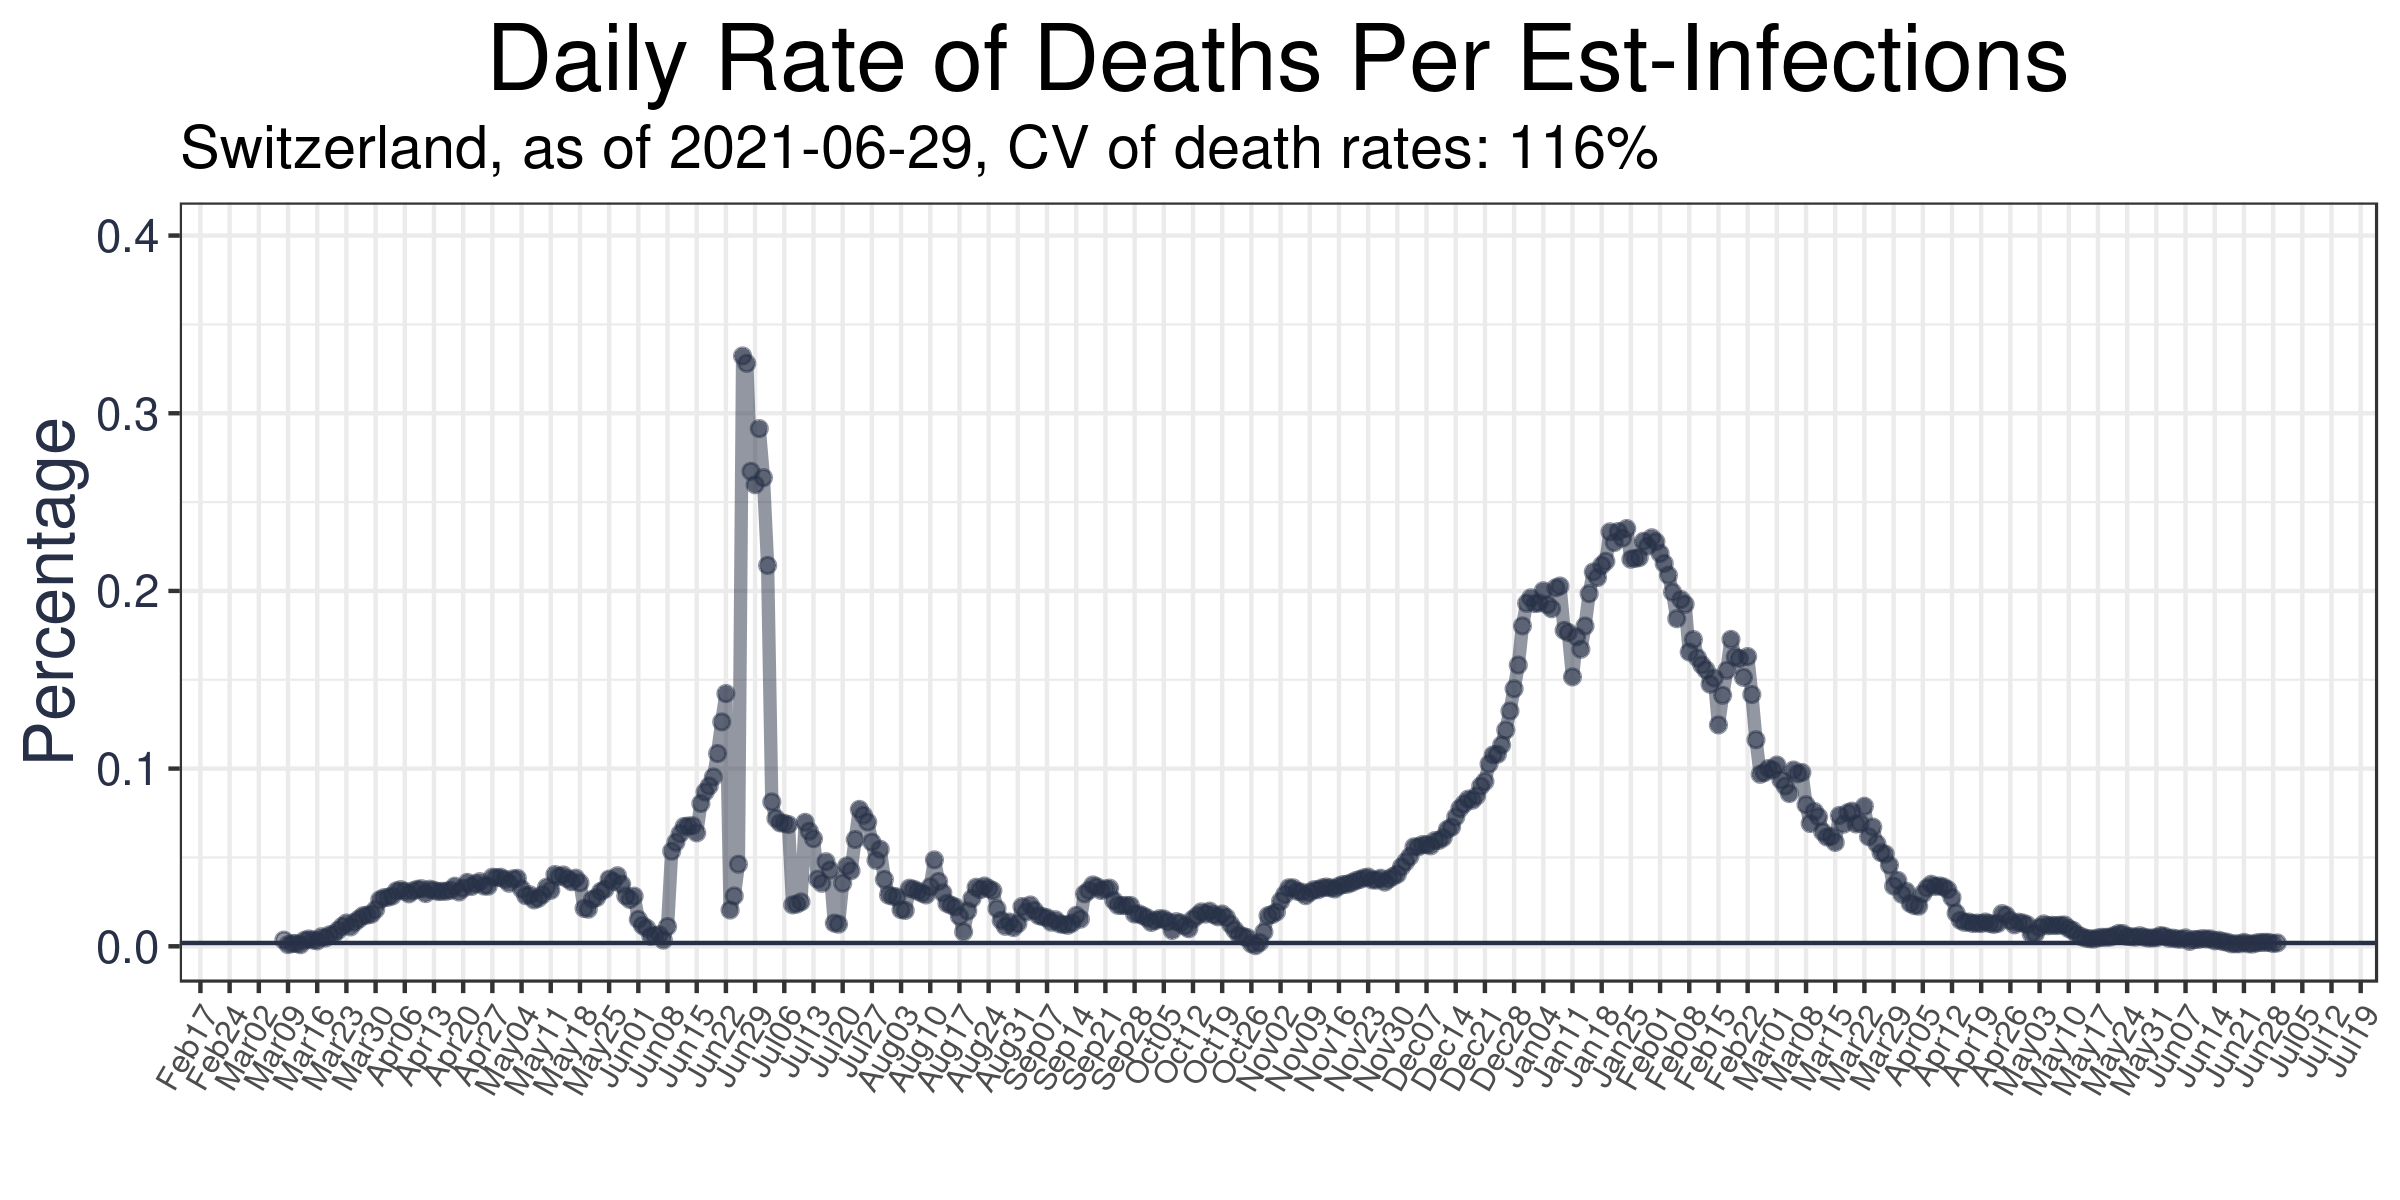 Daily Rate of Deaths Per Est-Infections
Switzerland, as of 2021-06-29, CV of death rates: 116%
Percentage
0.4
0.3
0.2
0.1
0.0
Feb17
Feb24
Mar02
Mar09
Mar16
Mar23
Mar30
Apr06
Apr13
Apr20
Apr27
May04
May11
May18
May25
Jun01
Jun08
Jun15
Jun22
Jun29
Jul06
Jul13
Jul20
Jul27
Aug03
Aug10
Aug17
Aug24
Aug31
Sep07
Sep14
Sep21
Sep28
Oct05
Oct12
Oct19
Oct26
Nov02
Nov09
Nov16
Nov23
Nov30
Dec07
Dec14
Dec21
Dec28
Jan04
Jan11
Jan18
Jan25
Feb01
Feb08
Feb15
Feb22
Mar01
Mar08
Mar15
Mar22
Mar29
Apr05
Apr12
Apr19
Apr26
May03
May10
May17
May24
May31
Jun07
Jun14
Jun21
Jun28
Jul05
Jul12
Jul19